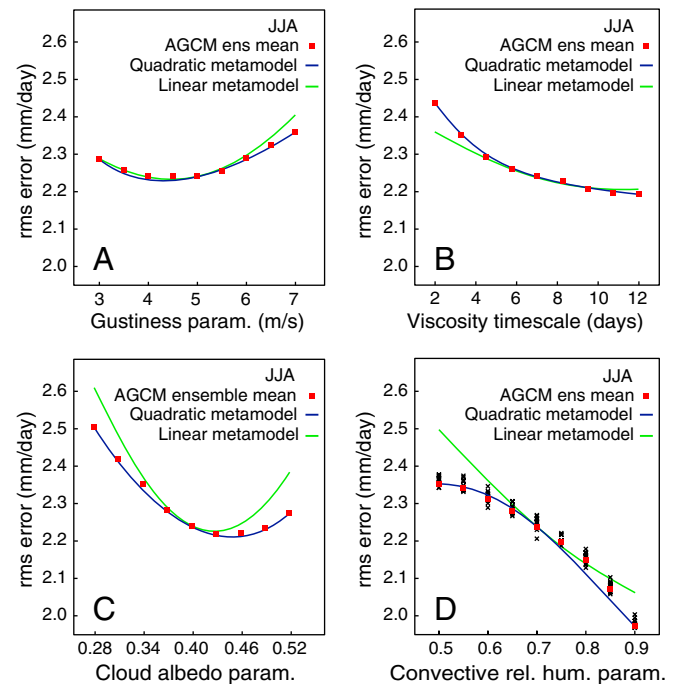 JJA
AGCM ens mean
Quadratic metamodel
Linear metamodel
2.6
2.5
2.4
2.3
2.2
2.1
2.0
rms error (mm/day)
A
3 4 5 6 7
Gustiness param. (m/s)
JJA
AGCM ens mean
Quadratic metamodel
Linear metamodel
2.6
2.5
2.4
2.3
2.2
2.1
2.0
rms error (mm/day)
B
2 4 6 8 10 12
Viscosity timescale (days)
JJA
AGCM ensemble mean
Quadratic metamodel
Linear metamodel
2.6
2.5
2.4
2.3
2.2
2.1
2.0
rms error (mm/day)
C
0.28 0.34 0.40 0.46 0.52
Cloud albedo param.
JJA
AGCM ens mean
Quadratic metamodel
Linear metamodel
2.6
2.5
2.4
2.3
2.2
2.1
2.0
rms error (mm/day)
D
0.5 0.6 0.7 0.8 0.9
Convective rel. hum. param.